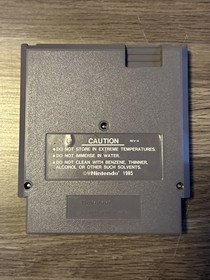 CAUTION
●DO NOT STORE IN EXTREME TEMPERATURES.
●DO NOT IMMERSE IN WATER.
●DO NOT CLEAN WITH BENZENE, THINNER,
ALCOHOL OR OTHER SUCH SOLVENTS.
©®Nintendo 1985